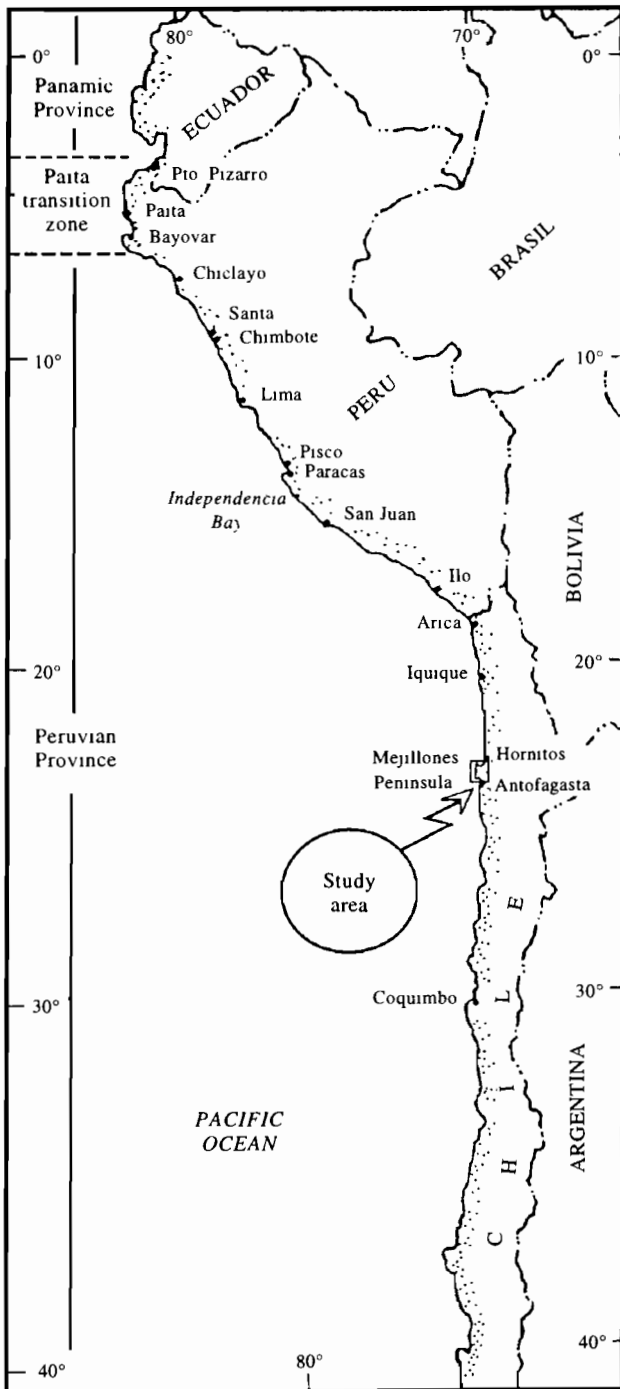 80°
70°
0°
0°
Panamic
Province
ECUADOR
Pto Pizarro
Paita
transition
zone
Paita
Bayovar
BRASIL
Chiclayo
Santa
Chimbote
10°
10°
PERU
Lima
Pisco
Paracas
Independencia
Bay
San Juan
BOLIVIA
Ilo
Arica
20°
20°
Iquique
Peruvian
Province
Mejillones
Peninsula
Hornitos
Antofagasta
Study
area
Coquimbo
30°
30°
CHILE
ARGENTINA
PACIFIC
OCEAN
40°
80°
40°